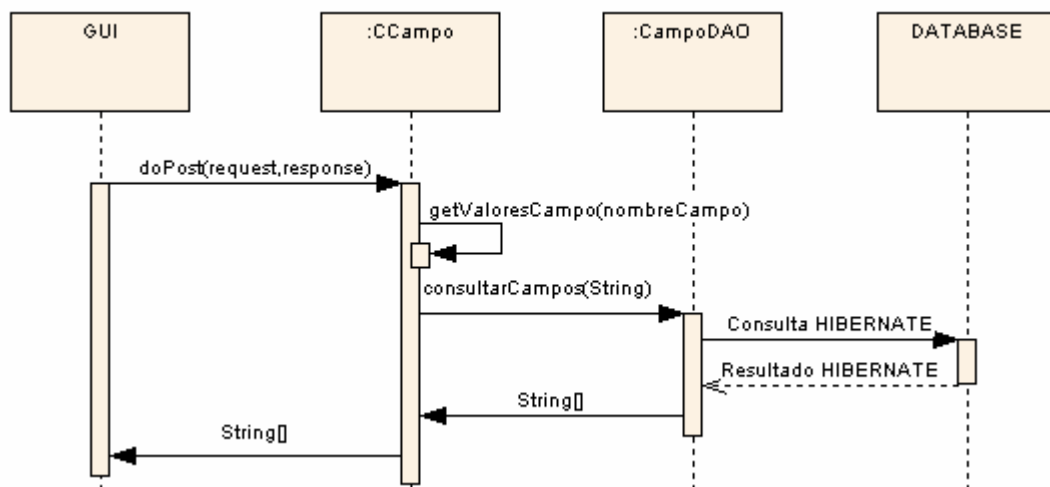 GUI
:CCampo
:CampoDAO
DATABASE
doPost(request,response)
getValoresCampo(nombreCampo)
consultarCampos(String)
Consulta HIBERNATE
Resultado HIBERNATE
String[]
String[]